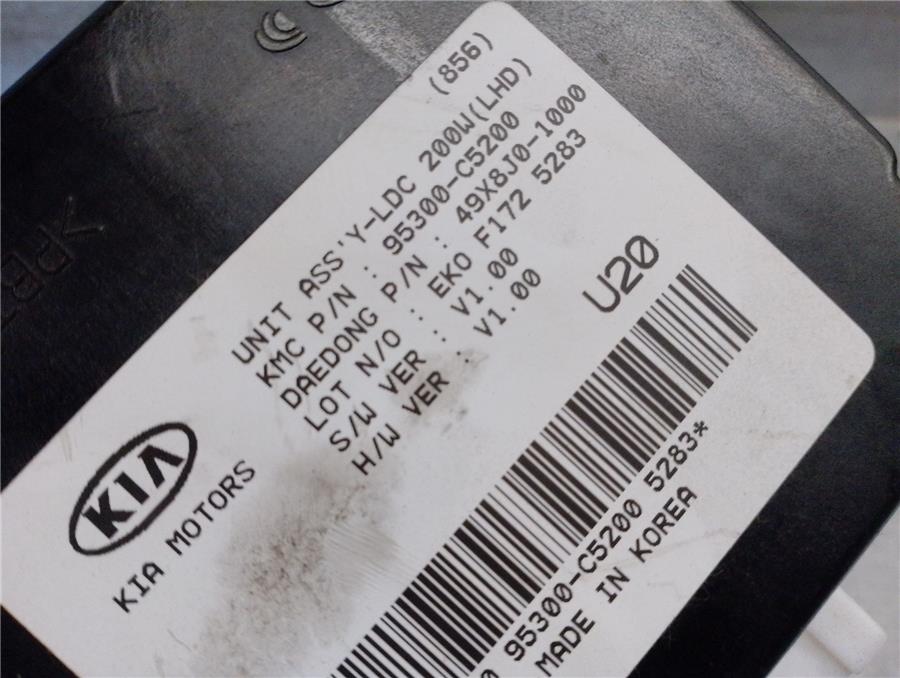 (856)
UNIT ASS'Y-LDC 200W(LHD)
KMC P/N : 95300-C5200
DAEDONG P/N : 49X8J0-1000
LOT N/O : EKO F172 5283
S/W VER : V1.00
H/W VER : V1.00
U20
KIA
KIA MOTORS
95300-C5200 5283*
MADE IN KOREA